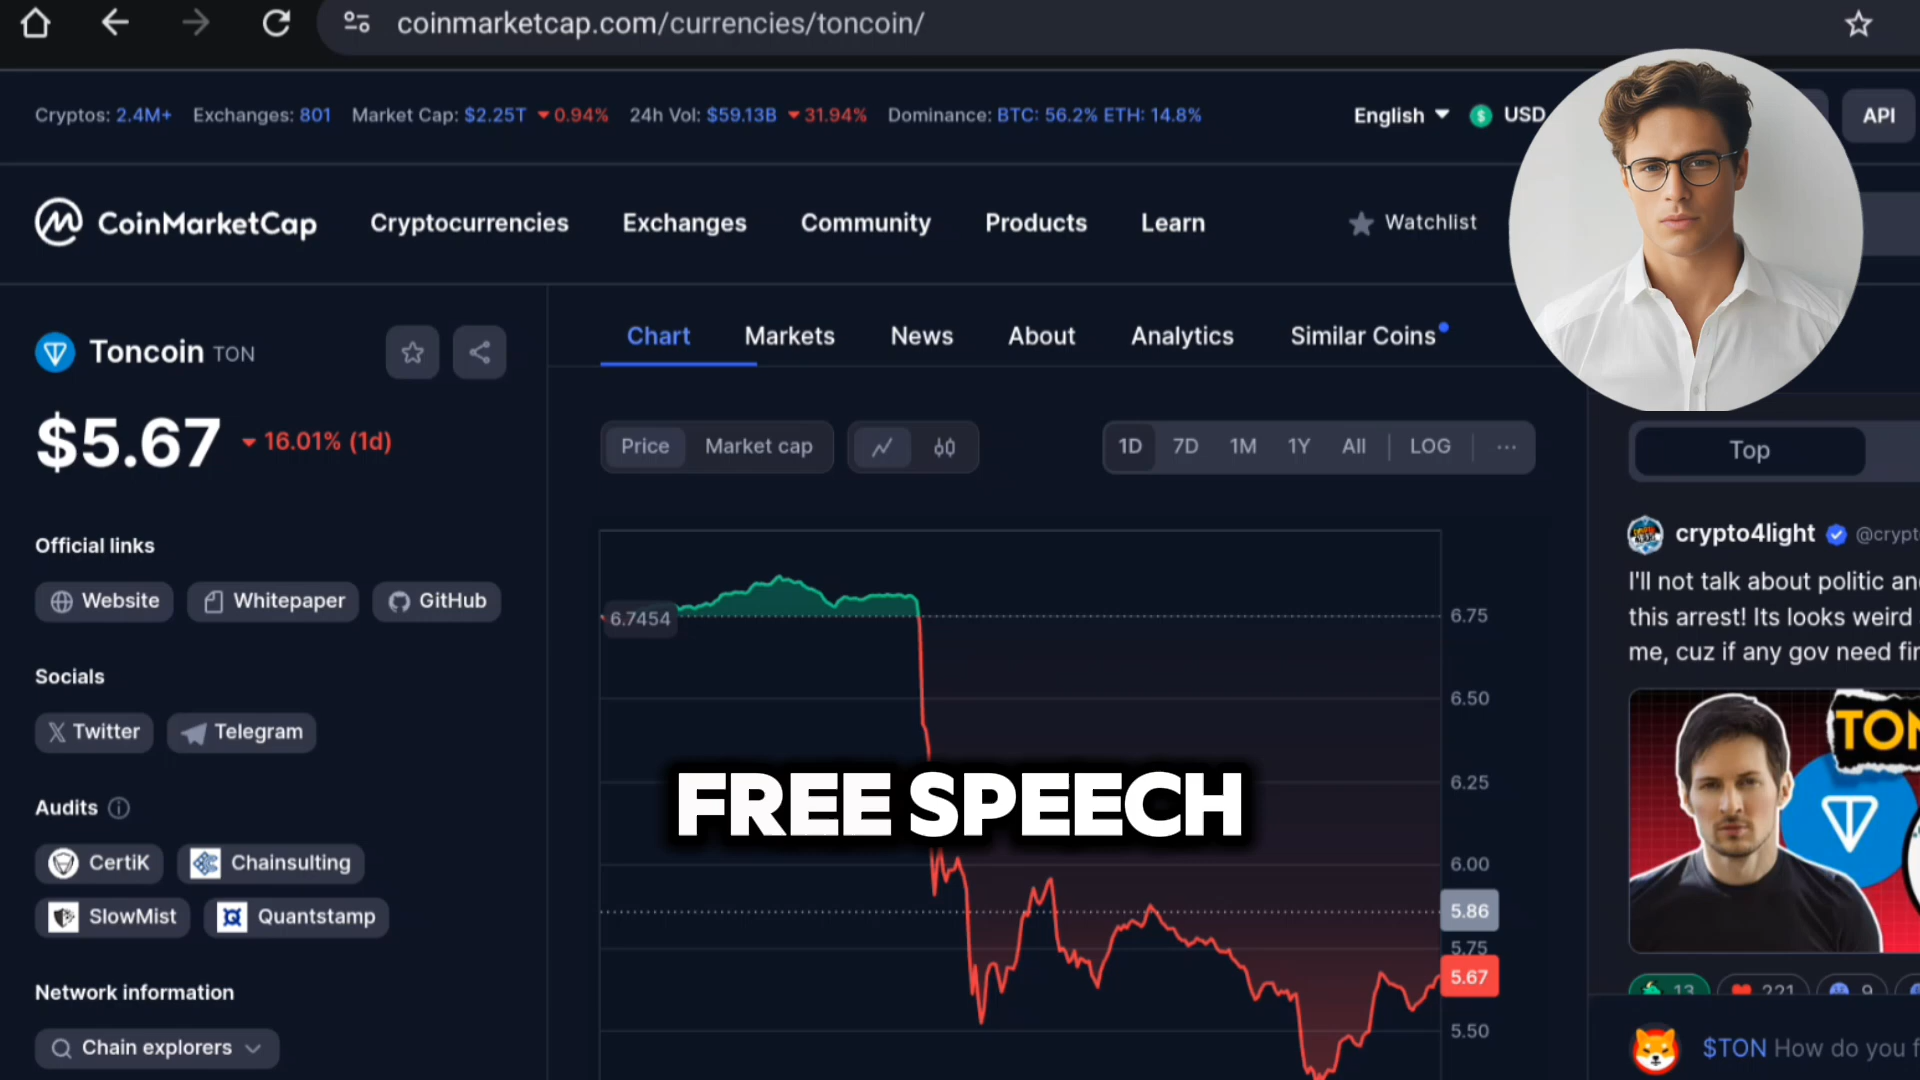 coinmarketcap.com/currencies/toncoin/
Cryptos: 2.4M+ Exchanges: 801 Market Cap: $2.25T 0.94% 24h Vol: $59.13B 31.94% Dominance: BTC: 56.2% ETH: 14.8%
English USD API
CoinMarketCap Cryptocurrencies Exchanges Community Products Learn Watchlist
Toncoin TON
$5.67 16.01% (1d)
Official links
Website Whitepaper GitHub
Socials
Twitter Telegram
Audits
CertiK Chainsulting
SlowMist Quantstamp
Network information
Chain explorers
Chart Markets News About Analytics Similar Coins
Price Market cap 1D 7D 1M 1Y All LOG
6.7454
6.75
6.50
6.25
6.00
5.86
5.75
5.67
5.50
FREE SPEECH
Top
crypto4light @crypt
I'll not talk about politic an
this arrest! Its looks weird
me, cuz if any gov need fi
TON
13 221 9
$TON How do you f